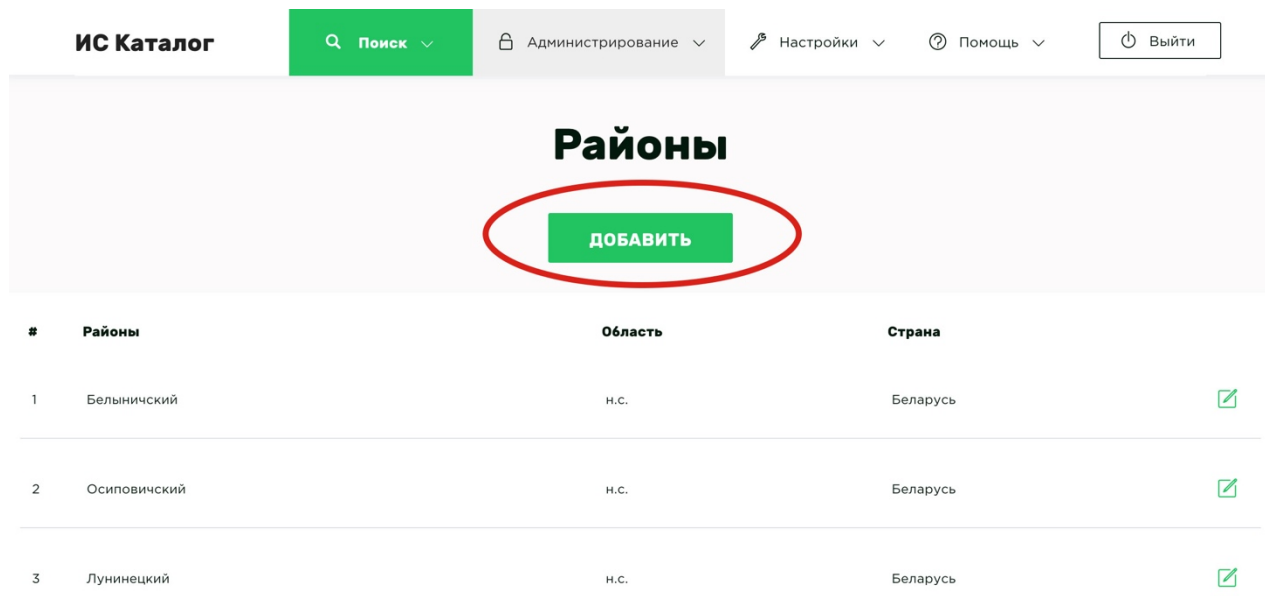 ИС Каталог Поиск Администрирование Настройки Помощь Выйти
Районы
ДОБАВИТЬ
# Районы Область Страна
1 Белыничский н.с. Беларусь
2 Осиповичский н.с. Беларусь
3 Лунинецкий н.с. Беларусь